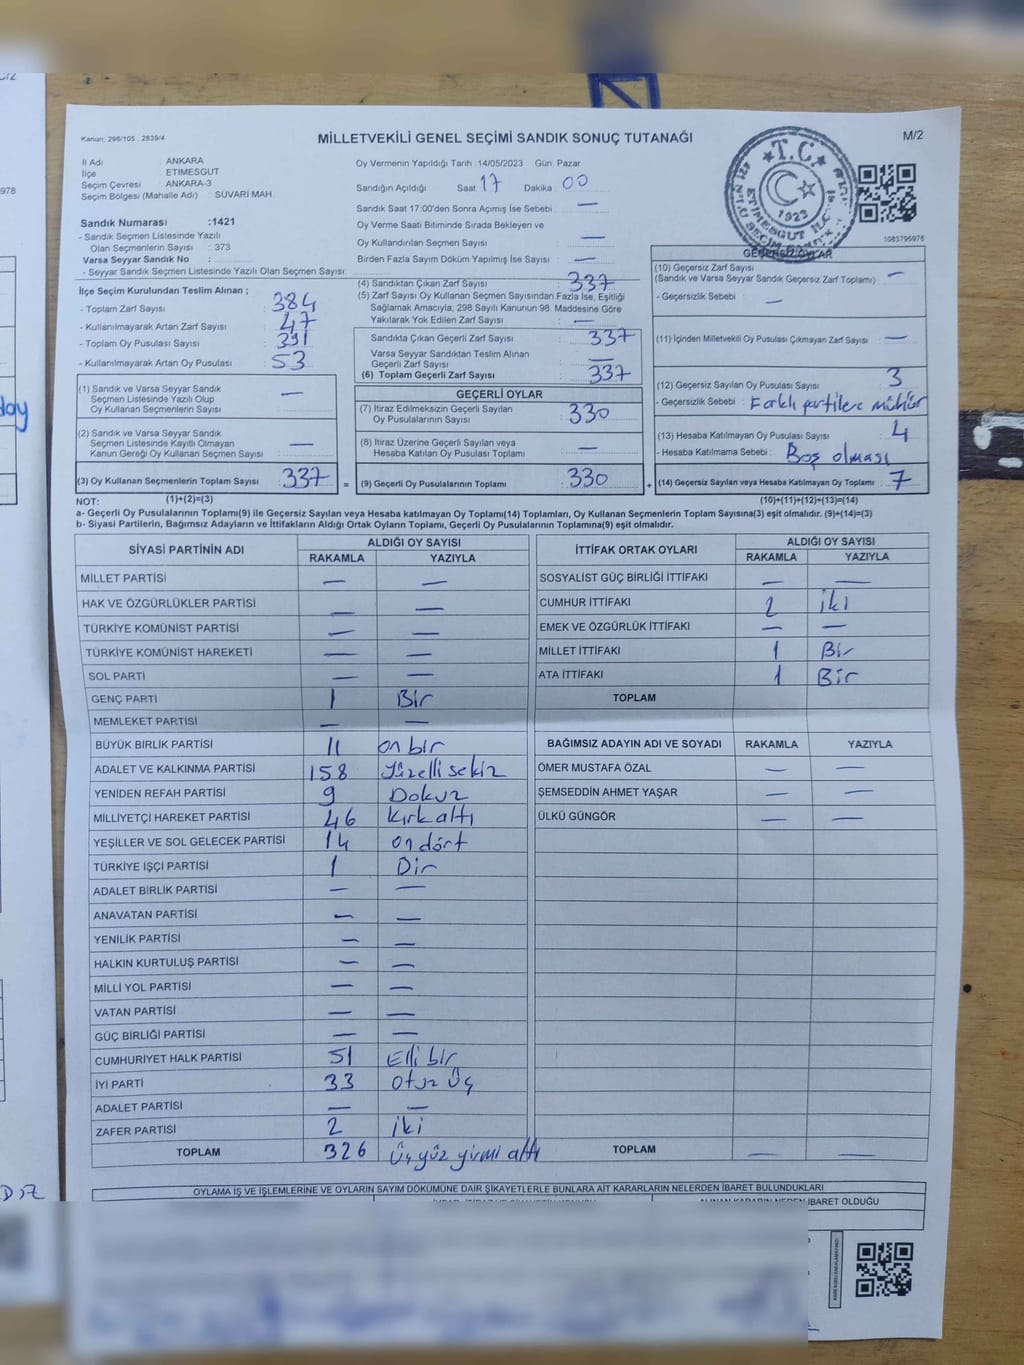 Kanun: 298/105 , 2839/4
MİLLETVEKİLİ GENEL SEÇİMİ SANDIK SONUÇ TUTANAĞI
M/2
İl Adı : ANKARA
İlçe : ETİMESGUT
Seçim Çevresi : ANKARA-3
Seçim Bölgesi (Mahalle Adı) : SÜVARİ MAH.
Sandık Numarası :1421
- Sandık Seçmen Listesinde Yazılı
Olan Seçmenlerin Sayısı : 373
Varsa Seyyar Sandık No :
- Seyyar Sandık Seçmen Listesinde Yazılı Olan Seçmen Sayısı:
Oy Vermenin Yapıldığı Tarih :14/05/2023 Gün: Pazar
Sandığın Açıldığı Saat: 17 Dakika : 00
Sandık Saat 17:00'den Sonra Açımış İse Sebebi : —
Oy Verme Saati Bitiminde Sırada Bekleyen ve
Oy Kullandırılan Seçmen Sayısı : —
Birden Fazla Sayım Döküm Yapılmış İse Sayısı : —
T.C.
1923
1083795978
İlçe Seçim Kurulundan Teslim Alınan ;
- Toplam Zarf Sayısı : 384
- Kullanılmayarak Artan Zarf Sayısı : 47
- Toplam Oy Pusulası Sayısı : 391
- Kullanılmayarak Artan Oy Pusulası : 53
(1) Sandık ve Varsa Seyyar Sandık
Seçmen Listesinde Yazılı Olup
Oy Kullanan Seçmenlerin Sayısı : —
(2) Sandık ve Varsa Seyyar Sandık
Seçmen Listesinde Kayıtlı Olmayan
Kanun Gereği Oy Kullanan Seçmen Sayısı : —
(3) Oy Kullanan Seçmenlerin Toplam Sayısı : 337
(1)+(2)=(3)
(4) Sandıktan Çıkan Zarf Sayısı : 337
(5) Zarf Sayısı Oy Kullanan Seçmen Sayısından Fazla İse, Eşitliği
Sağlamak Amacıyla, 298 Sayılı Kanunun 98. Maddesine Göre
Yakılarak Yok Edilen Zarf Sayısı : —
Sandıkta Çıkan Geçerli Zarf Sayısı : 337
Varsa Seyyar Sandıktan Teslim Alınan
Geçerli Zarf Sayısı : —
(6) Toplam Geçerli Zarf Sayısı : 337
GEÇERLİ OYLAR
(7) İtiraz Edilmeksizin Geçerli Sayılan
Oy Pusulalarının Sayısı : 330
(8) İtiraz Üzerine Geçerli Sayılan veya
Hesaba Katılan Oy Pusulası Toplamı : —
= (9) Geçerli Oy Pusulalarının Toplamı : 330
GEÇERSİZ OYLAR
(10) Geçersiz Zarf Sayısı : —
(Sandık ve Varsa Seyyar Sandık Geçersiz Zarf Toplamı)
- Geçersizlik Sebebi : —
(11) İçinden Milletvekili Oy Pusulası Çıkmayan Zarf Sayısı : —
(12) Geçersiz Sayılan Oy Pusulası Sayısı : 3
- Geçersizlik Sebebi : Farklı partilere mühür
(13) Hesaba Katılmayan Oy Pusulası Sayısı : 4
- Hesaba Katılmama Sebebi : Boş olması
+ (14) Geçersiz Sayılan veya Hesaba Katılmayan Oy Toplamı : 7
(10)+(11)+(12)+(13)=(14)
NOT:
a- Geçerli Oy Pusulalarının Toplamı(9) ile Geçersiz Sayılan veya Hesaba katılmayan Oy Toplamı(14) Toplamları, Oy Kullanan Seçmenlerin Toplam Sayısına(3) eşit olmalıdır. (9)+(14)=(3)
b- Siyasi Partilerin, Bağımsız Adayların ve İttifakların Aldığı Ortak Oyların Toplamı, Geçerli Oy Pusulalarının Toplamına(9) eşit olmalıdır.
SİYASİ PARTİNİN ADI ALDIĞI OY SAYISI
RAKAMLA YAZIYLA
MİLLET PARTİSİ — —
HAK VE ÖZGÜRLÜKLER PARTİSİ — —
TÜRKİYE KOMÜNİST PARTİSİ — —
TÜRKİYE KOMÜNİST HAREKETİ — —
SOL PARTİ — —
GENÇ PARTİ 1 Bir
MEMLEKET PARTİSİ — —
BÜYÜK BİRLİK PARTİSİ 11 on bir
ADALET VE KALKINMA PARTİSİ 158 Yüzelli sekiz
YENİDEN REFAH PARTİSİ 9 Dokuz
MİLLİYETÇİ HAREKET PARTİSİ 46 Kırk altı
YEŞİLLER VE SOL GELECEK PARTİSİ 14 on dört
TÜRKİYE İŞÇİ PARTİSİ 1 Bir
ADALET BİRLİK PARTİSİ — —
ANAVATAN PARTİSİ — —
YENİLİK PARTİSİ — —
HALKIN KURTULUŞ PARTİSİ — —
MİLLİ YOL PARTİSİ — —
VATAN PARTİSİ — —
GÜÇ BİRLİĞİ PARTİSİ — —
CUMHURİYET HALK PARTİSİ 51 Elli bir
İYİ PARTİ 33 Otuz üç
ADALET PARTİSİ — —
ZAFER PARTİSİ 2 iki
TOPLAM 326 üçyüz yirmi altı
İTTİFAK ORTAK OYLARI ALDIĞI OY SAYISI
RAKAMLA YAZIYLA
SOSYALİST GÜÇ BİRLİĞİ İTTİFAKI — —
CUMHUR İTTİFAKI 2 iki
EMEK VE ÖZGÜRLÜK İTTİFAKI — —
MİLLET İTTİFAKI 1 Bir
ATA İTTİFAKI 1 Bir
TOPLAM
BAĞIMSIZ ADAYIN ADI VE SOYADI RAKAMLA YAZIYLA
ÖMER MUSTAFA ÖZAL — —
ŞEMSEDDİN AHMET YAŞAR — —
ÜLKÜ GÜNGÖR — —
TOPLAM — —
OYLAMA İŞ VE İŞLEMLERİNE VE OYLARIN SAYIM DÖKÜMÜNE DAİR ŞİKAYETLERLE BUNLARA AİT KARARLARIN NELERDEN İBARET BULUNDUKLARI
ALINAN KARARIN NEDEN İBARET OLDUĞU